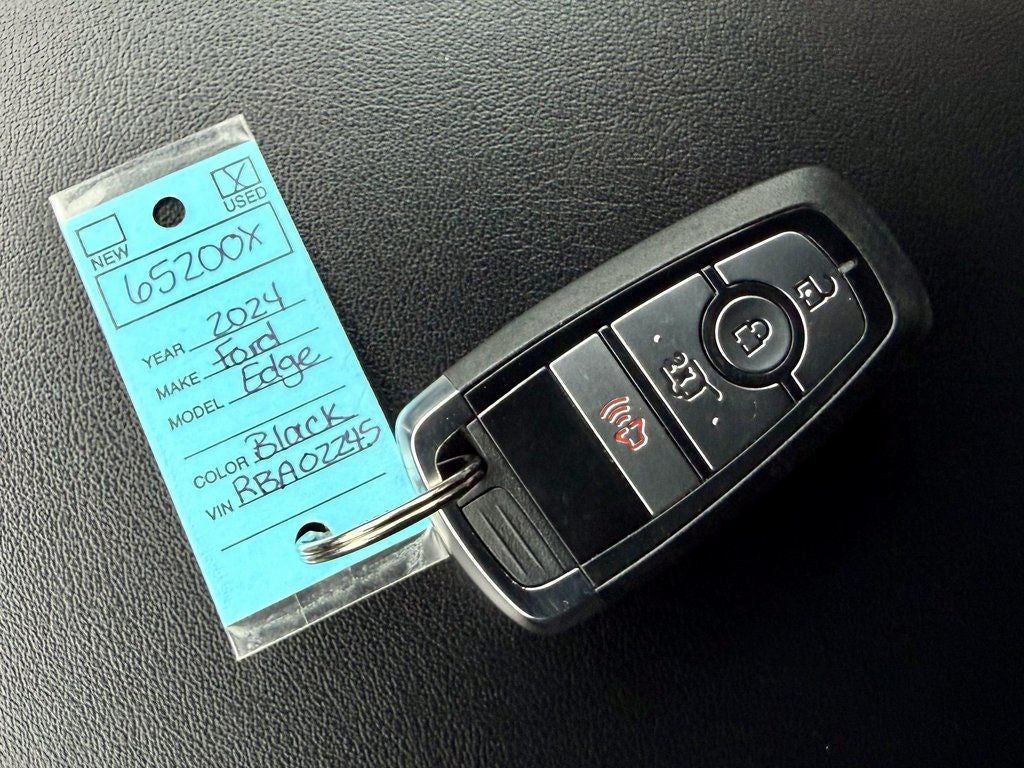 X
NEW USED
65200X
YEAR 2024
MAKE Ford
MODEL Edge
COLOR Black
VIN RBA02245